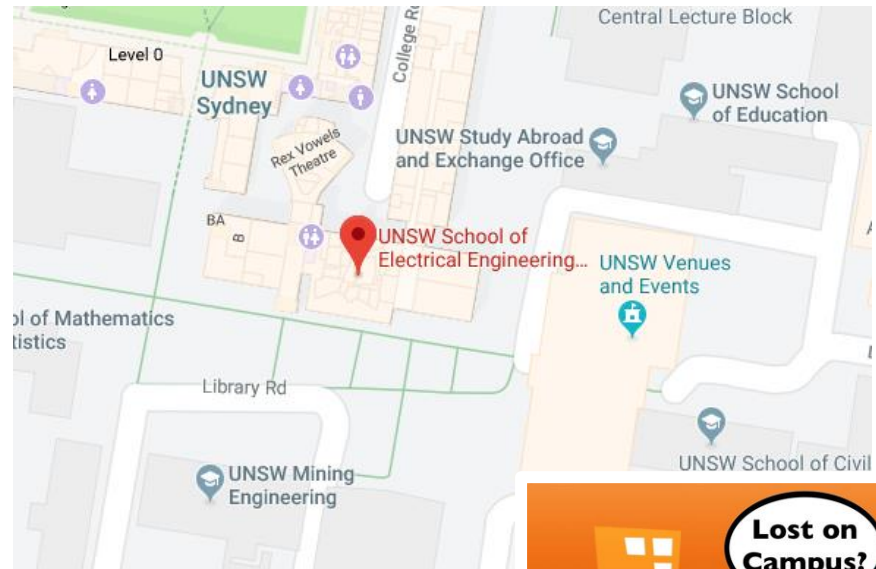 Central Lecture Block
College Rd
Level 0
UNSW
Sydney
UNSW School
of Education
Rex Vowels
Theatre
UNSW Study Abroad
and Exchange Office
BA
B
UNSW School of
Electrical Engineering...
UNSW Venues
and Events
ol of Mathematics
tistics
Library Rd
UNSW School of Civil
UNSW Mining
Engineering
Lost on
Campus?